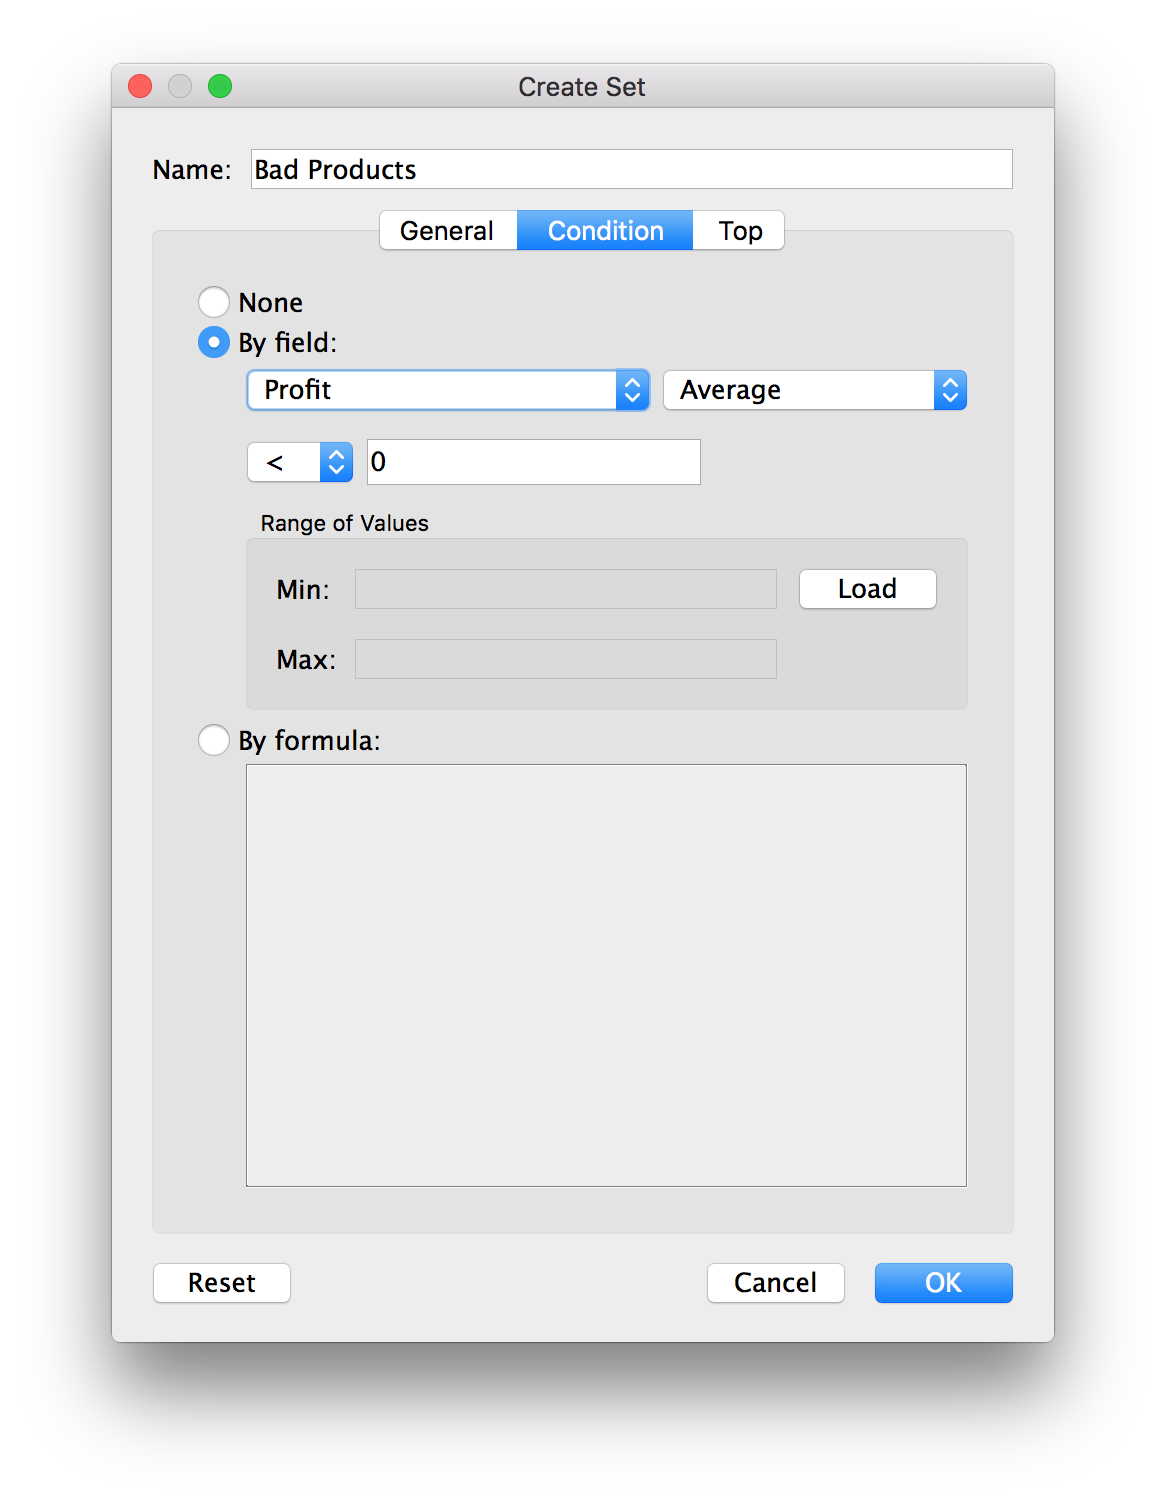 Create Set
Name: Bad Products
General Condition Top
None
By field:
Profit Average
< 0
Range of Values
Min: Load
Max:
By formula:
Reset Cancel OK